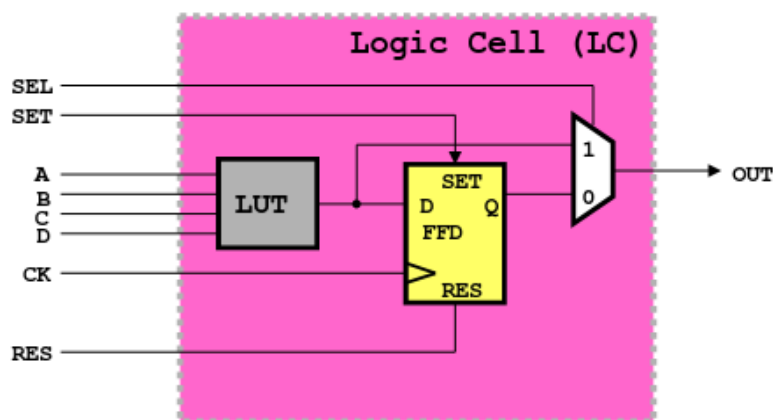 Logic Cell (LC)
SEL
SET
A
B
C
D
CK
RES
LUT
SET
D Q
FFD
RES
1
0
OUT